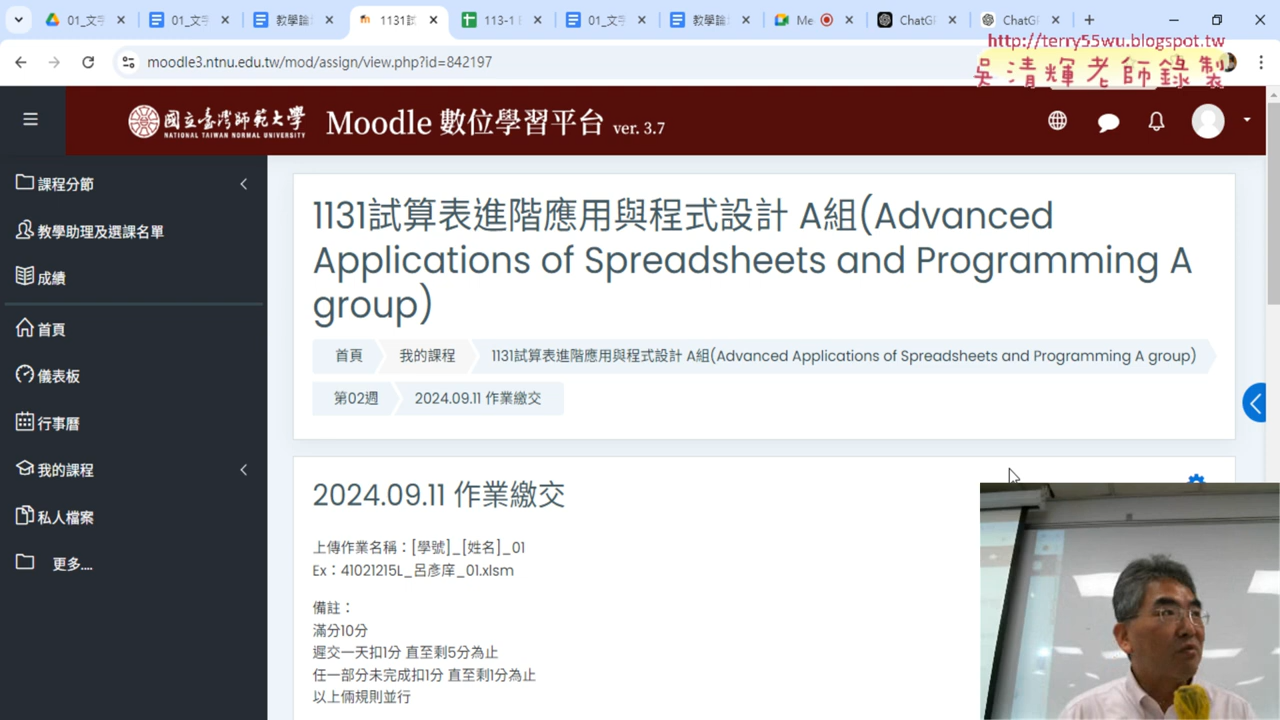 01_文字
01_文字
教學論
1131試
113-1 E
01_文字
教學論
Me
ChatGP
ChatGP
http://terry55wu.blogspot.tw
moodle3.ntnu.edu.tw/mod/assign/view.php?id=842197
吳清輝老師錄製
國立臺灣師範大學
NATIONAL TAIWAN NORMAL UNIVERSITY
Moodle 數位學習平台 ver. 3.7
課程分節
教學助理及選課名單
成績
首頁
儀表板
行事曆
我的課程
私人檔案
更多....
1131試算表進階應用與程式設計 A組(Advanced
Applications of Spreadsheets and Programming A
group)
首頁 我的課程 1131試算表進階應用與程式設計 A組(Advanced Applications of Spreadsheets and Programming A group)
第02週 2024.09.11 作業繳交
2024.09.11 作業繳交
上傳作業名稱：[學號]_[姓名]_01
Ex：41021215L_呂彥庠_01.xlsm
備註：
滿分10分
遲交一天扣1分 直至剩5分為止
任一部分未完成扣1分 直至剩1分為止
以上倆規則並行